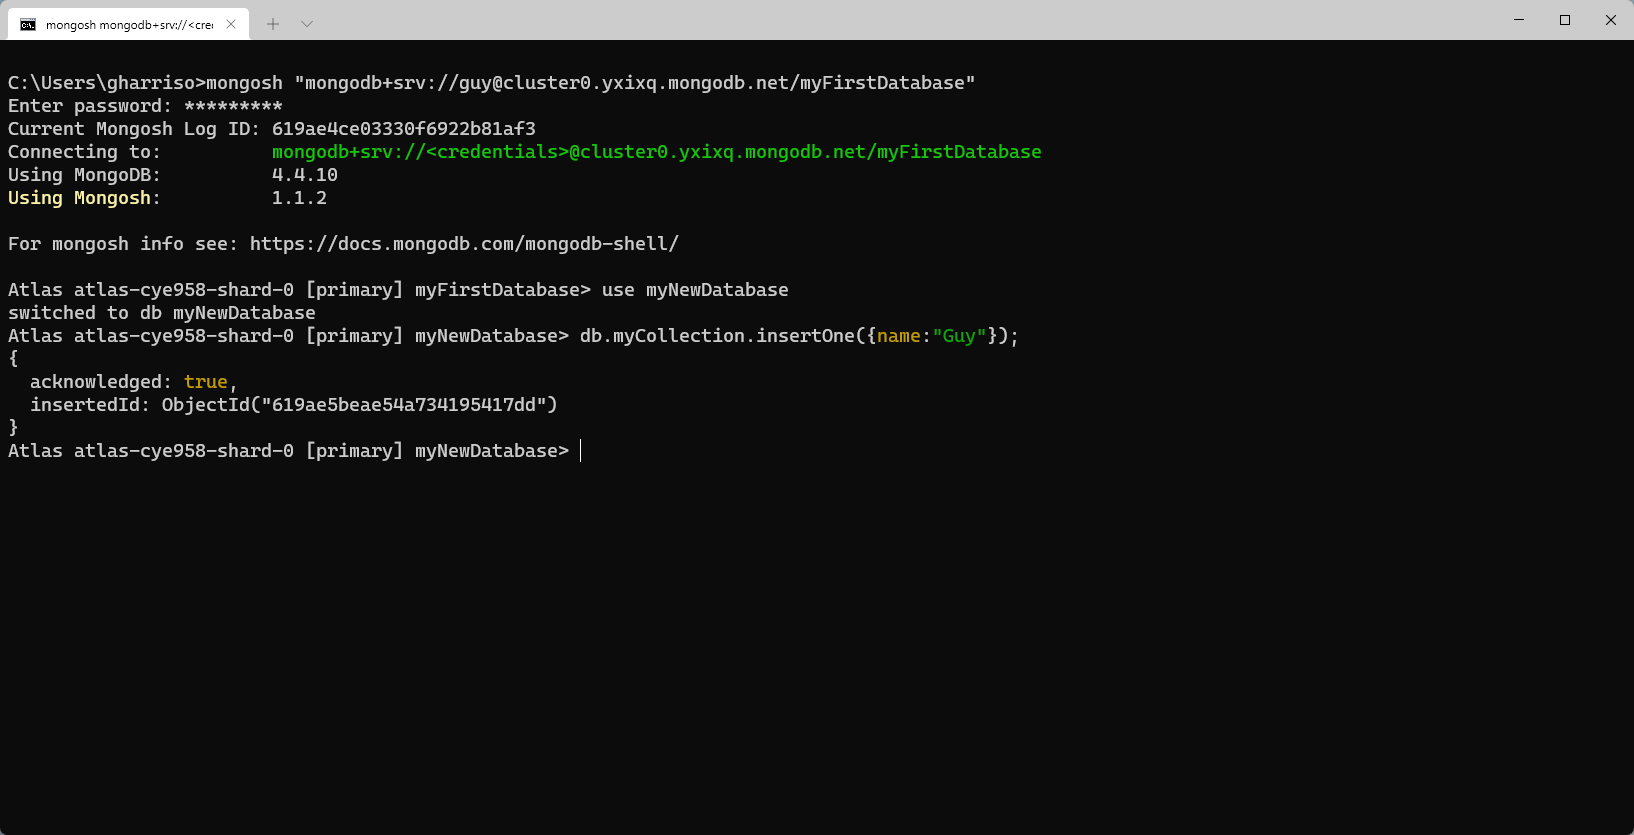 mongosh mongodb+srv://<cre
C:\Users\gharriso>mongosh "mongodb+srv://guy@cluster0.yxixq.mongodb.net/myFirstDatabase"
Enter password: *********
Current Mongosh Log ID: 619ae4ce03330f6922b81af3
Connecting to:          mongodb+srv://<credentials>@cluster0.yxixq.mongodb.net/myFirstDatabase
Using MongoDB:          4.4.10
Using Mongosh:          1.1.2
For mongosh info see: https://docs.mongodb.com/mongodb-shell/
Atlas atlas-cye958-shard-0 [primary] myFirstDatabase> use myNewDatabase
switched to db myNewDatabase
Atlas atlas-cye958-shard-0 [primary] myNewDatabase> db.myCollection.insertOne({name:"Guy"});
{
  acknowledged: true,
  insertedId: ObjectId("619ae5beae54a734195417dd")
}
Atlas atlas-cye958-shard-0 [primary] myNewDatabase>